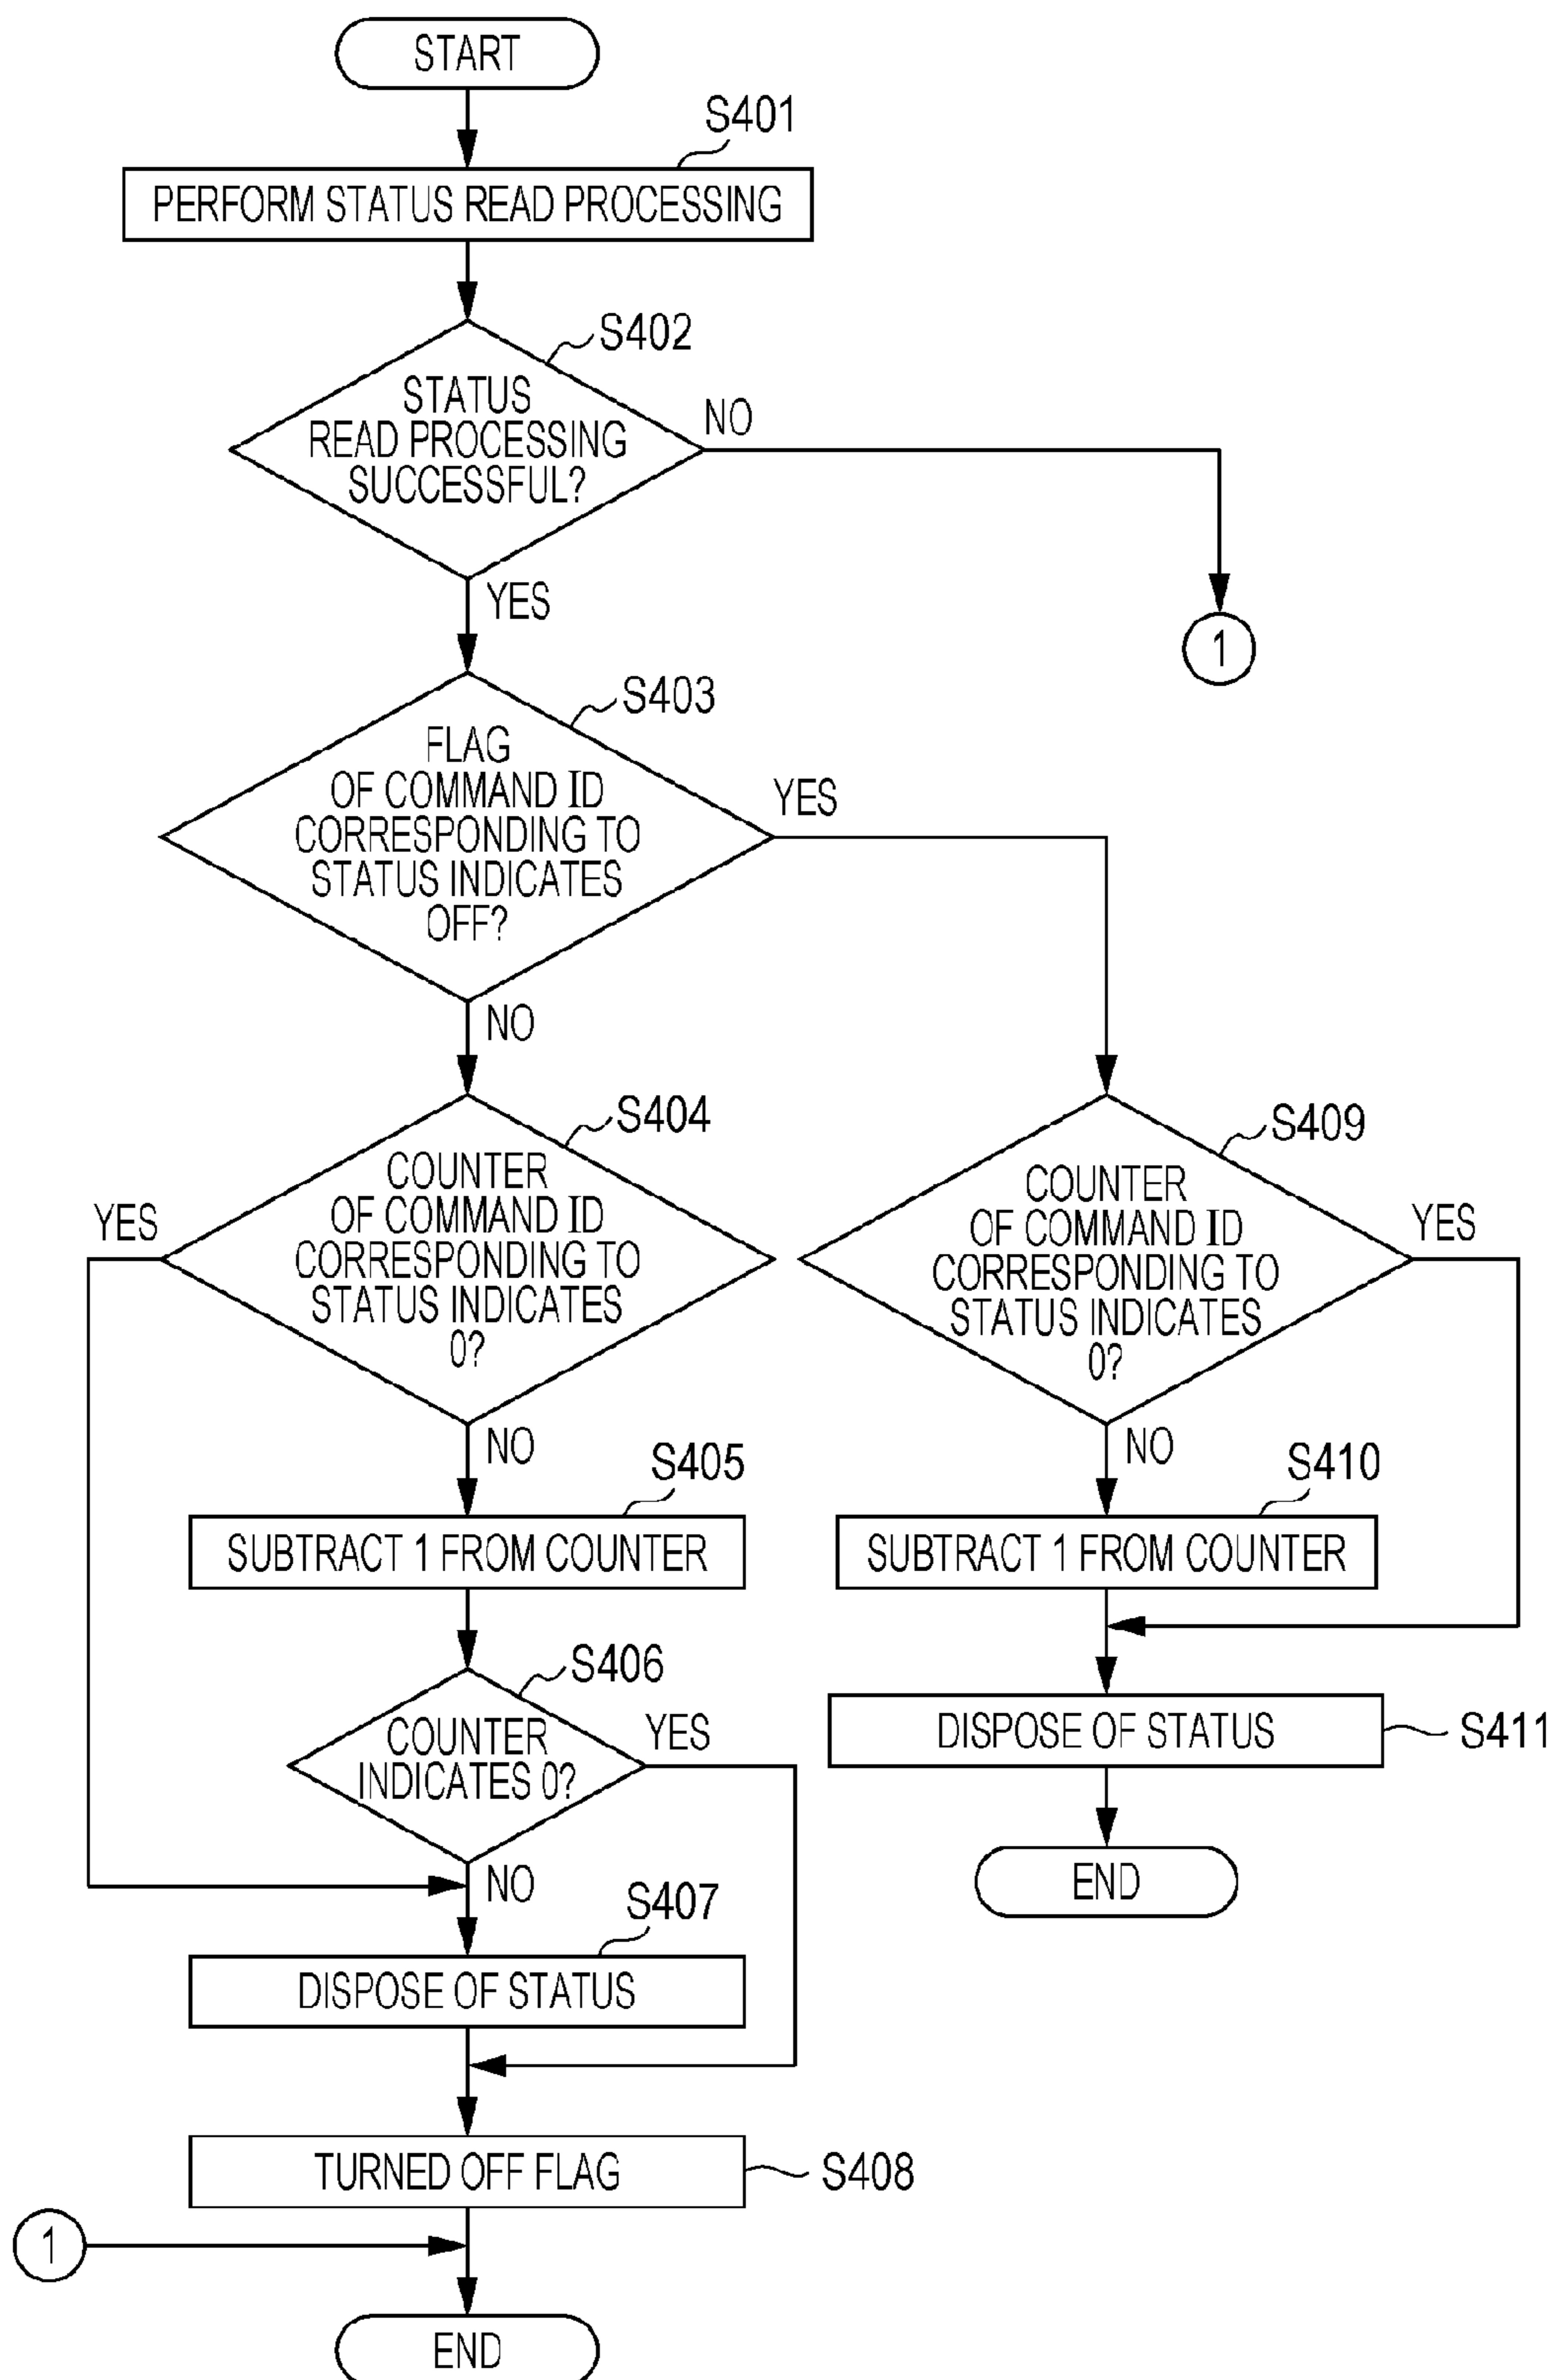 START
S401
PERFORM STATUS READ PROCESSING
S402
STATUS
READ PROCESSING
SUCCESSFUL?
NO
YES
1
S403
FLAG
OF COMMAND ID
CORRESPONDING TO
STATUS INDICATES
OFF?
YES
NO
S404
COUNTER
OF COMMAND ID
CORRESPONDING TO
STATUS INDICATES
0?
YES
NO
S405
SUBTRACT 1 FROM COUNTER
S406
COUNTER
INDICATES 0?
YES
NO
S407
DISPOSE OF STATUS
TURNED OFF FLAG
S408
1
END
S409
COUNTER
OF COMMAND ID
CORRESPONDING TO
STATUS INDICATES
0?
YES
NO
S410
SUBTRACT 1 FROM COUNTER
DISPOSE OF STATUS
S411
END